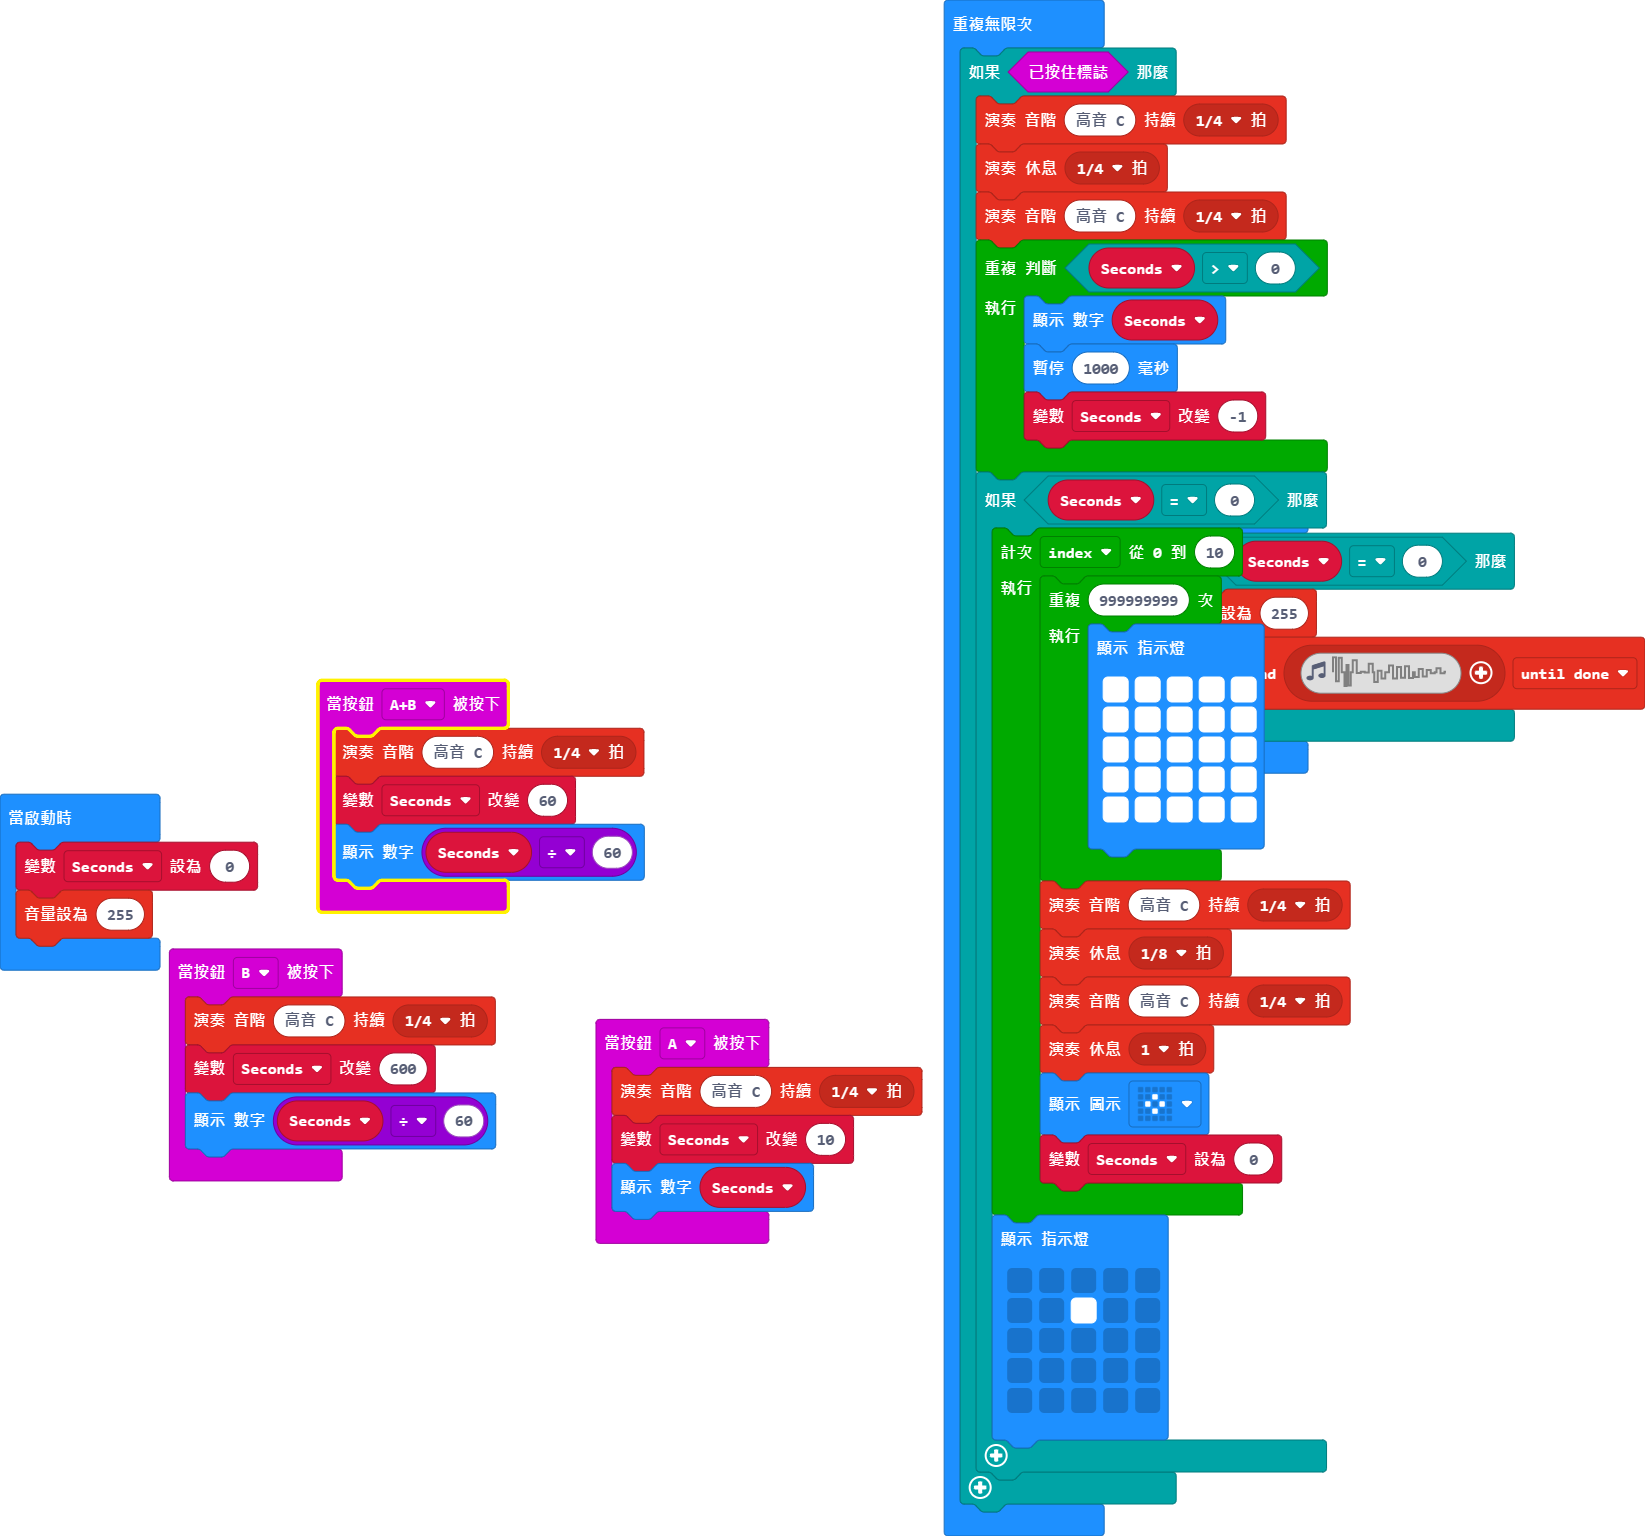 重複無限次
如果 已按住標誌 那麼
演奏 音階 高音 C 持續 1/4 拍
演奏 休息 1/4 拍
演奏 音階 高音 C 持續 1/4 拍
重複 判斷 Seconds > 0
執行
顯示 數字 Seconds
暫停 1000 毫秒
變數 Seconds 改變 -1
如果 Seconds = 0 那麼
計次 index 從 0 到 10
執行
重複 999999999 次
執行
顯示 指示燈
演奏 音階 高音 C 持續 1/4 拍
演奏 休息 1/8 拍
演奏 音階 高音 C 持續 1/4 拍
演奏 休息 1 拍
顯示 圖示
變數 Seconds 設為 0
顯示 指示燈
Seconds = 0 那麼
設為 255
until done
當按鈕 A+B 被按下
演奏 音階 高音 C 持續 1/4 拍
變數 Seconds 改變 60
顯示 數字 Seconds ÷ 60
當啟動時
變數 Seconds 設為 0
音量設為 255
當按鈕 B 被按下
演奏 音階 高音 C 持續 1/4 拍
變數 Seconds 改變 600
顯示 數字 Seconds ÷ 60
當按鈕 A 被按下
演奏 音階 高音 C 持續 1/4 拍
變數 Seconds 改變 10
顯示 數字 Seconds